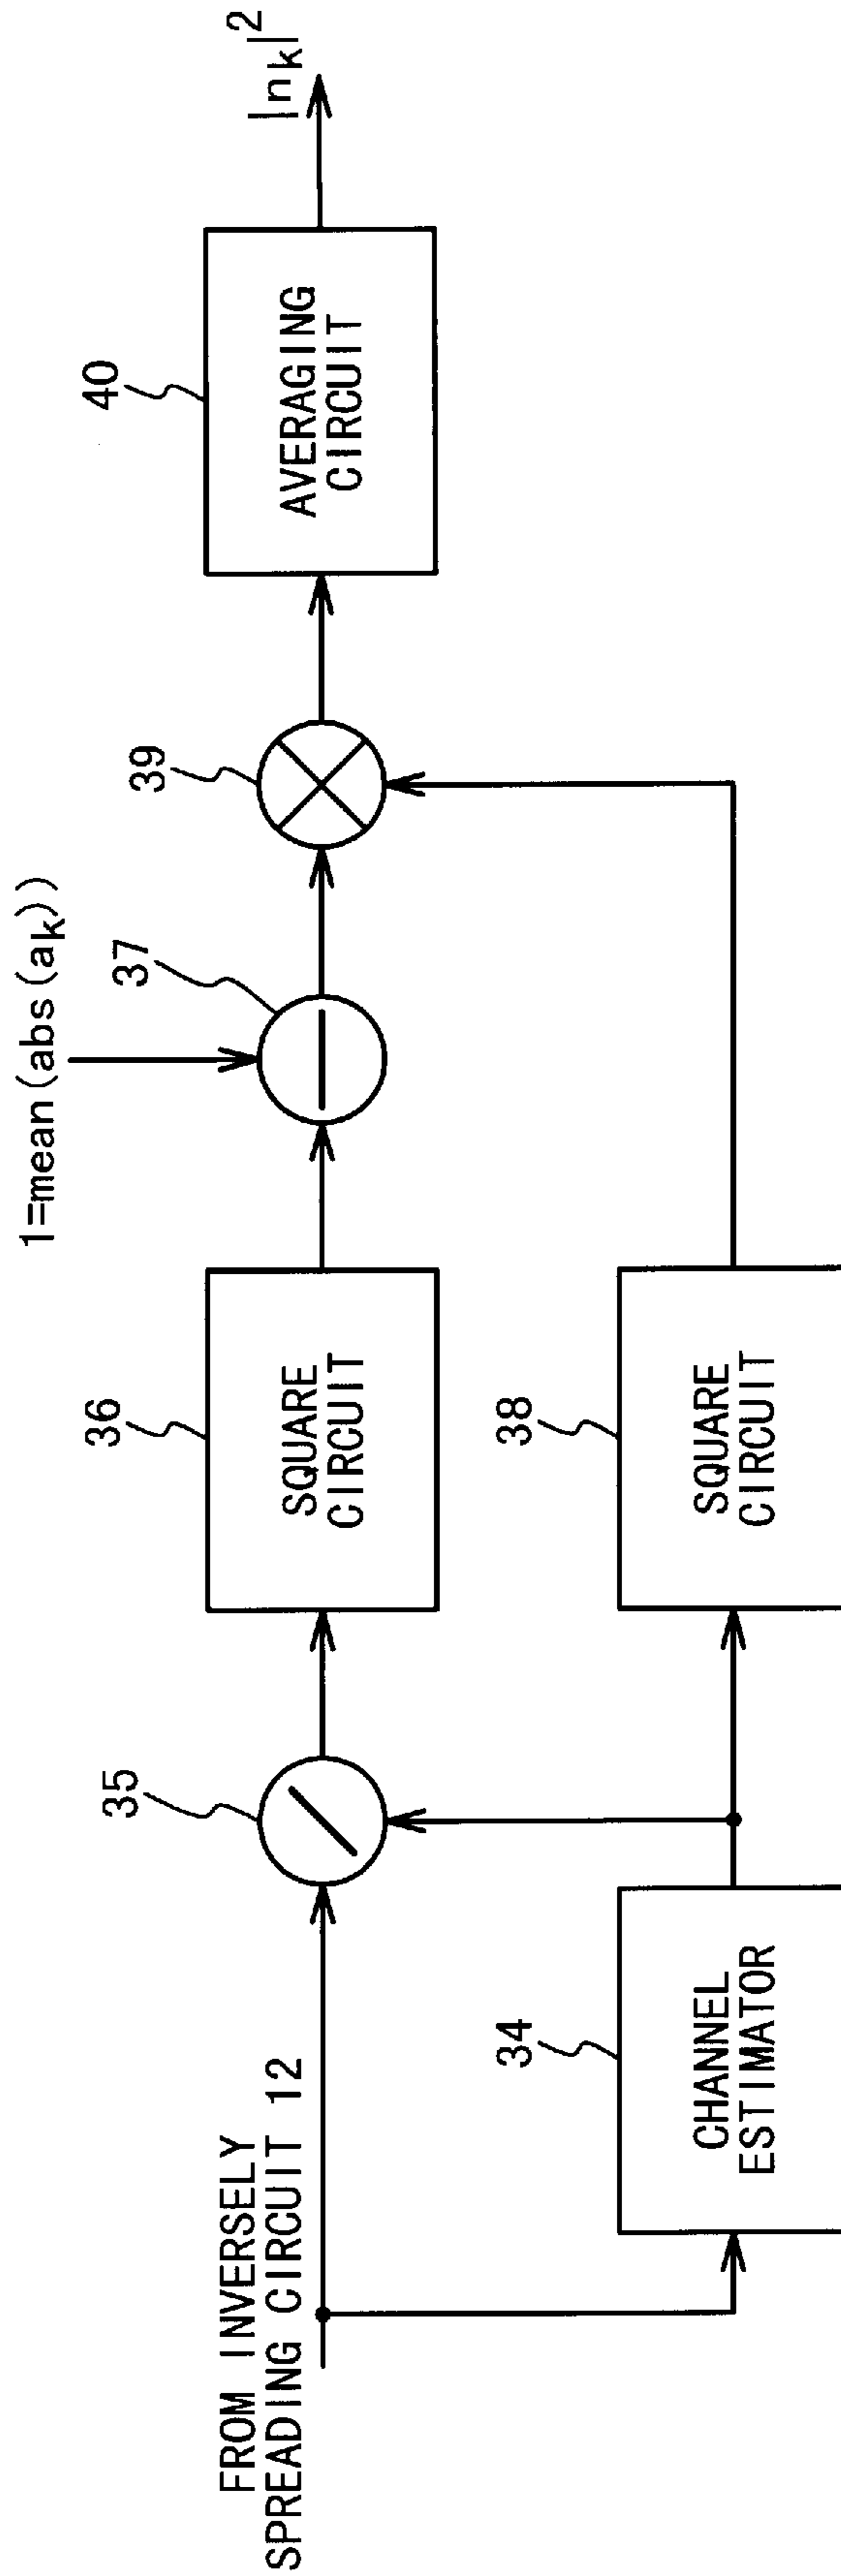 FROM INVERSELY
SPREADING CIRCUIT 12
35
36
SQUARE
CIRCUIT
1=mean(abs(ak))
37
39
40
AVERAGING
CIRCUIT
|nk|2
34
CHANNEL
ESTIMATOR
38
SQUARE
CIRCUIT